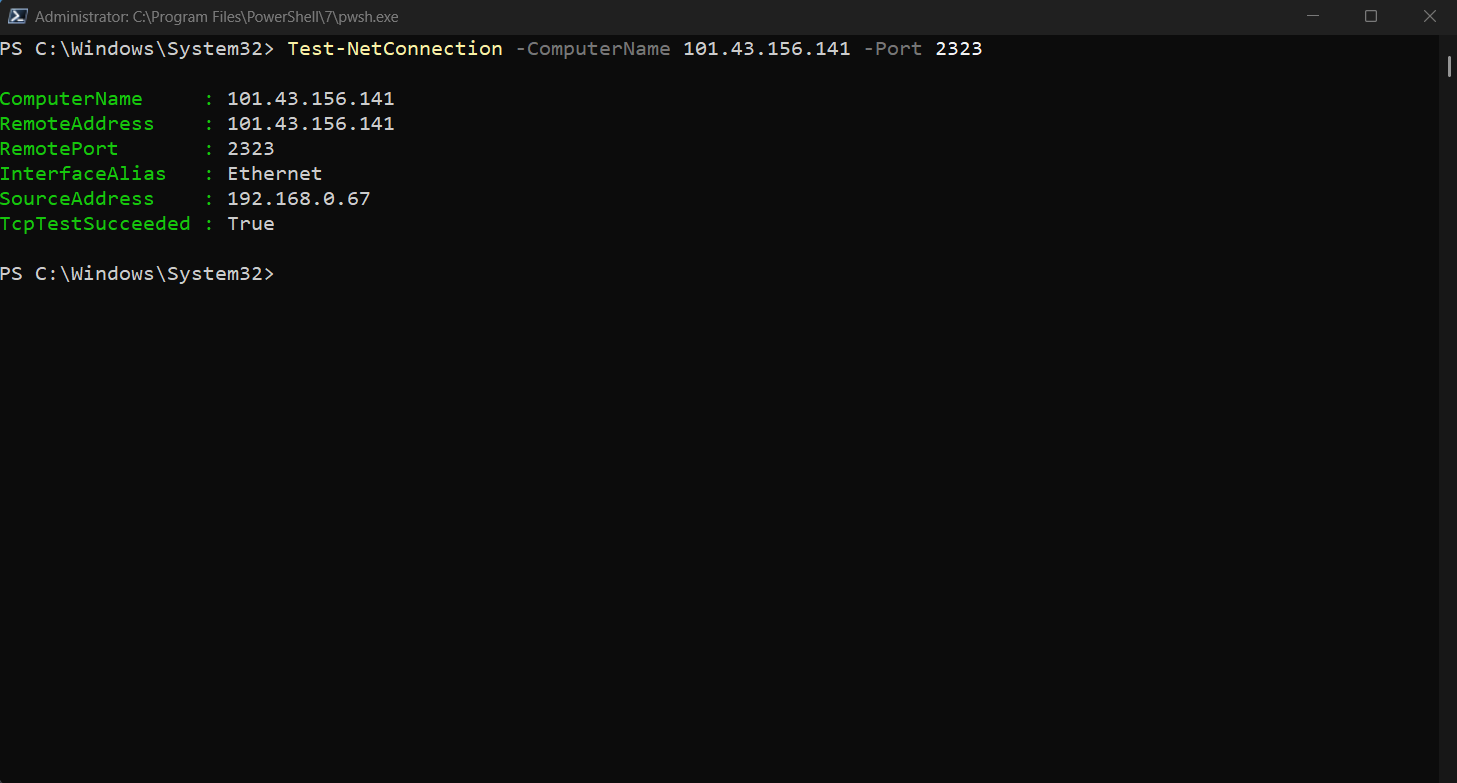 Administrator: C:\Program Files\PowerShell\7\pwsh.exe
PS C:\Windows\System32> Test-NetConnection -ComputerName 101.43.156.141 -Port 2323
ComputerName     : 101.43.156.141
RemoteAddress    : 101.43.156.141
RemotePort       : 2323
InterfaceAlias   : Ethernet
SourceAddress    : 192.168.0.67
TcpTestSucceeded : True
PS C:\Windows\System32>